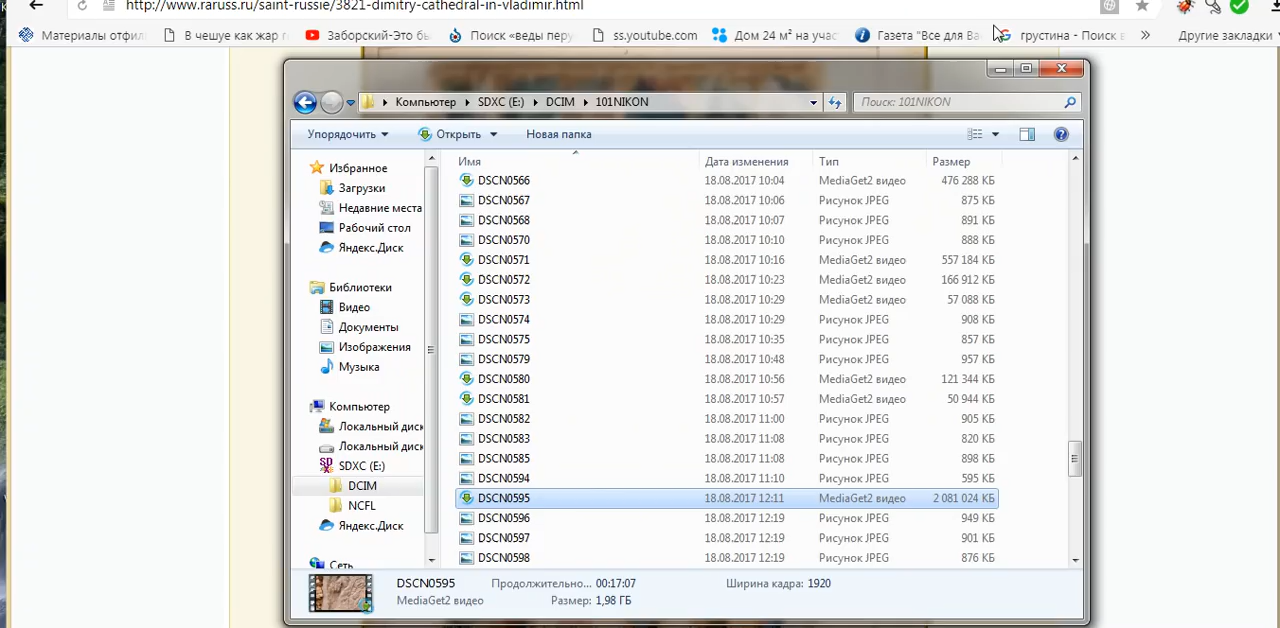 http://www.raruss.ru/saint-russie/3821-dimitry-cathedral-in-vladimir.html
Материалы отфил В чешуе как жар г Заборский-Это бы Поиск «веды перу ss.youtube.com Дом 24 м² на учас Газета "Все для Ва грустина - Поиск Другие закладки
Компьютер SDXC (E:) DCIM 101NIKON Поиск: 101NIKON
Упорядочить Открыть Новая папка
Имя Дата изменения Тип Размер
Избранное
Загрузки
Недавние места
Рабочий стол
Яндекс.Диск
Библиотеки
Видео
Документы
Изображения
Музыка
Компьютер
Локальный диск
Локальный диск
SDXC (E:)
DCIM
NCFL
Яндекс.Диск
Сеть
DSCN0566 18.08.2017 10:04 MediaGet2 видео 476 288 КБ
DSCN0567 18.08.2017 10:06 Рисунок JPEG 875 КБ
DSCN0568 18.08.2017 10:07 Рисунок JPEG 891 КБ
DSCN0570 18.08.2017 10:10 Рисунок JPEG 888 КБ
DSCN0571 18.08.2017 10:16 MediaGet2 видео 557 184 КБ
DSCN0572 18.08.2017 10:23 MediaGet2 видео 166 912 КБ
DSCN0573 18.08.2017 10:29 MediaGet2 видео 57 088 КБ
DSCN0574 18.08.2017 10:29 Рисунок JPEG 908 КБ
DSCN0575 18.08.2017 10:35 Рисунок JPEG 857 КБ
DSCN0579 18.08.2017 10:48 Рисунок JPEG 957 КБ
DSCN0580 18.08.2017 10:56 MediaGet2 видео 121 344 КБ
DSCN0581 18.08.2017 10:57 MediaGet2 видео 50 944 КБ
DSCN0582 18.08.2017 11:00 Рисунок JPEG 905 КБ
DSCN0583 18.08.2017 11:08 Рисунок JPEG 820 КБ
DSCN0585 18.08.2017 11:08 Рисунок JPEG 898 КБ
DSCN0594 18.08.2017 11:10 Рисунок JPEG 595 КБ
DSCN0595 18.08.2017 12:11 MediaGet2 видео 2 081 024 КБ
DSCN0596 18.08.2017 12:19 Рисунок JPEG 949 КБ
DSCN0597 18.08.2017 12:19 Рисунок JPEG 901 КБ
DSCN0598 18.08.2017 12:19 Рисунок JPEG 876 КБ
DSCN0595 Продолжительно... 00:17:07 Ширина кадра: 1920
MediaGet2 видео Размер: 1,98 ГБ